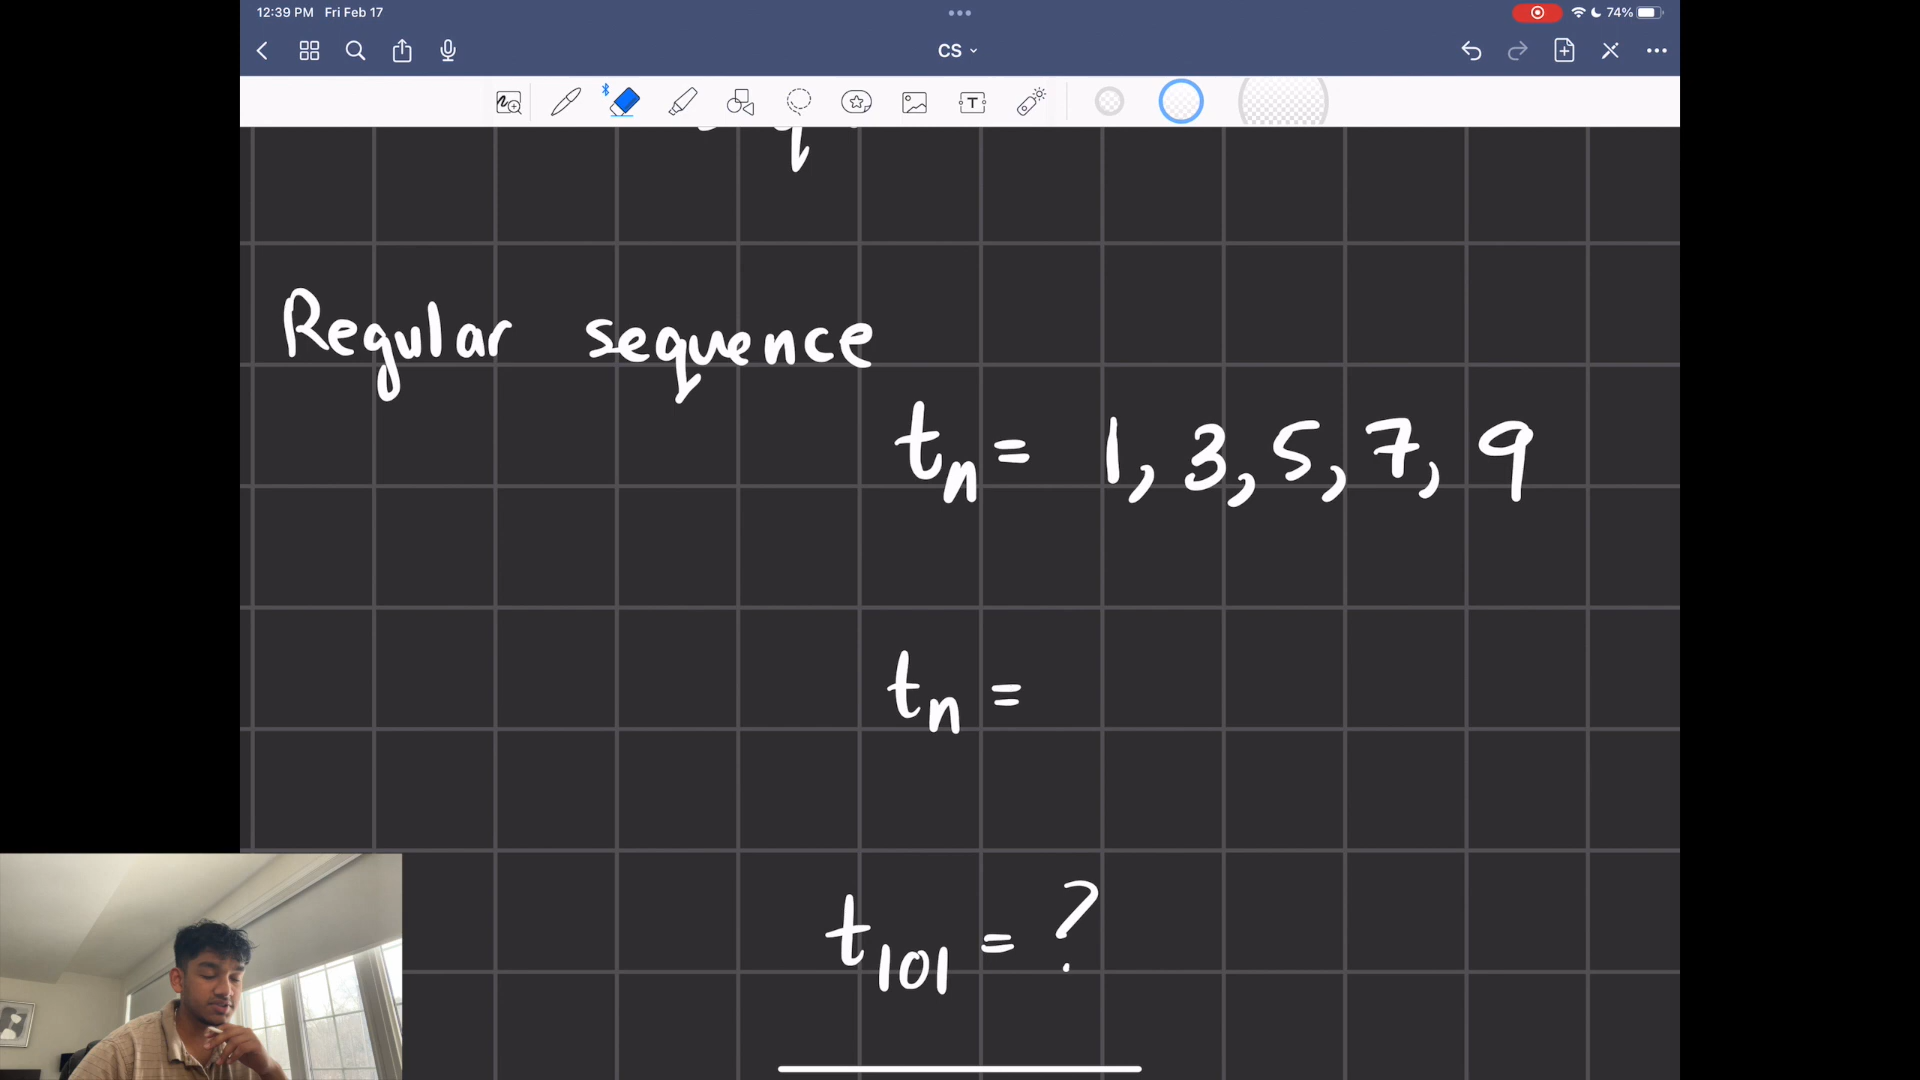 12:39 PM Fri Feb 17
74%
CS
T
Regular sequence
tn = 1, 3, 5, 7, 9
tn =
t101 = ?